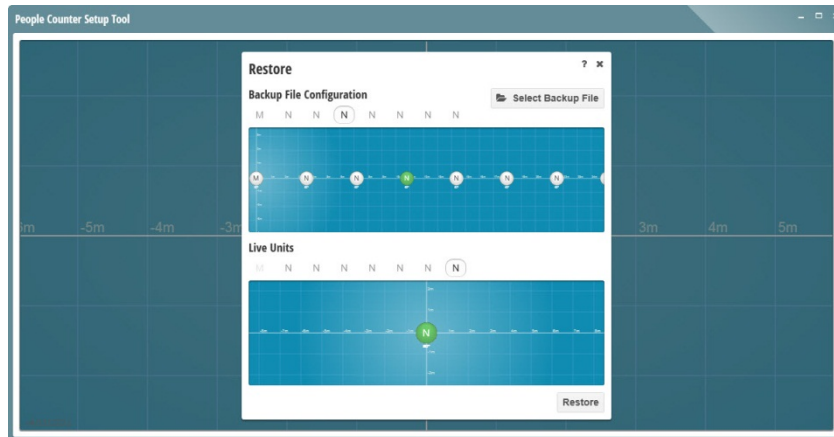 People Counter Setup Tool
Restore
? ×
Backup File Configuration
Select Backup File
M N N N N N N N
M N N N N N N
-5m -4m -3m 3m 4m 5m
Live Units
M N N N N N N N
N
Restore